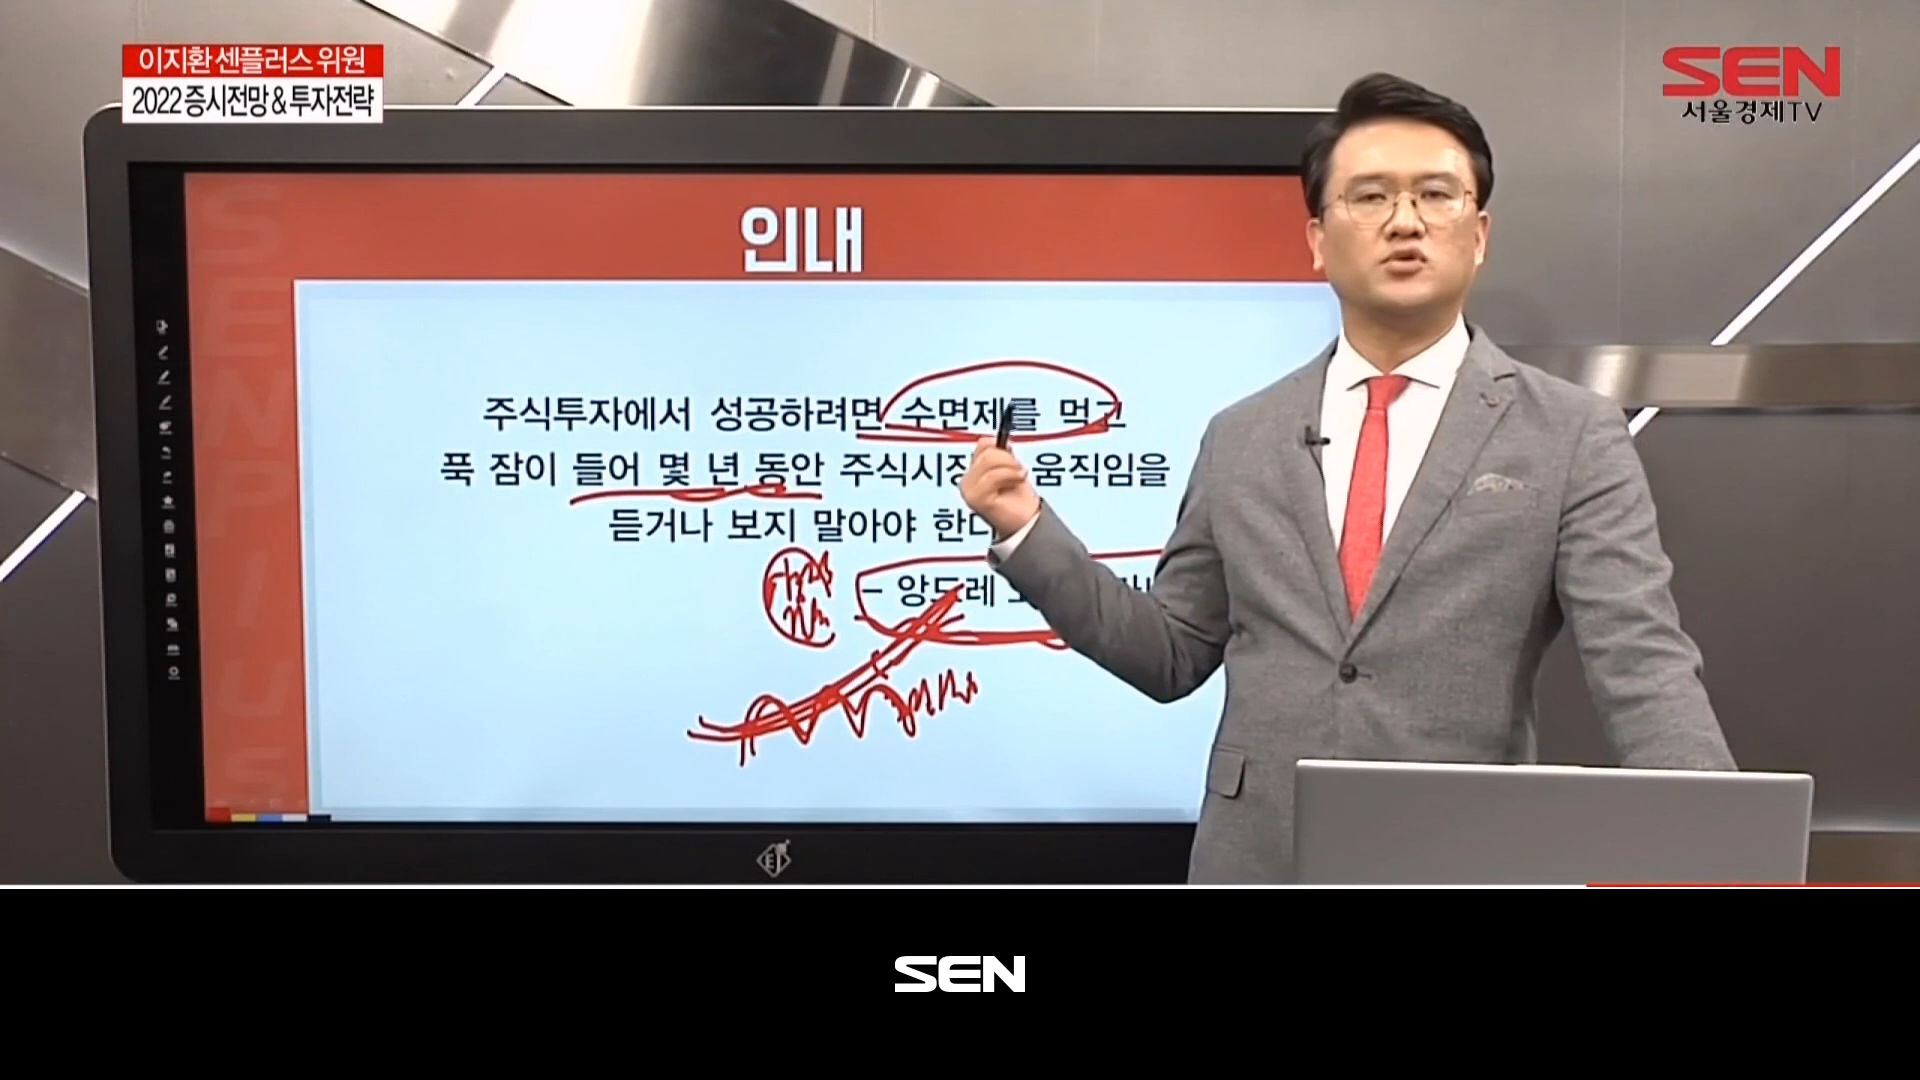 이지환 센플러스 위원
2022 증시전망 & 투자전략
SEN
서울경제TV
SENPIUS
인내
주식투자에서 성공하려면 수면제를 먹고
푹 잠이 들어 몇 년 동안 주식시장 움직임을
듣거나 보지 말아야 한다
- 앙드레
EI
SEN